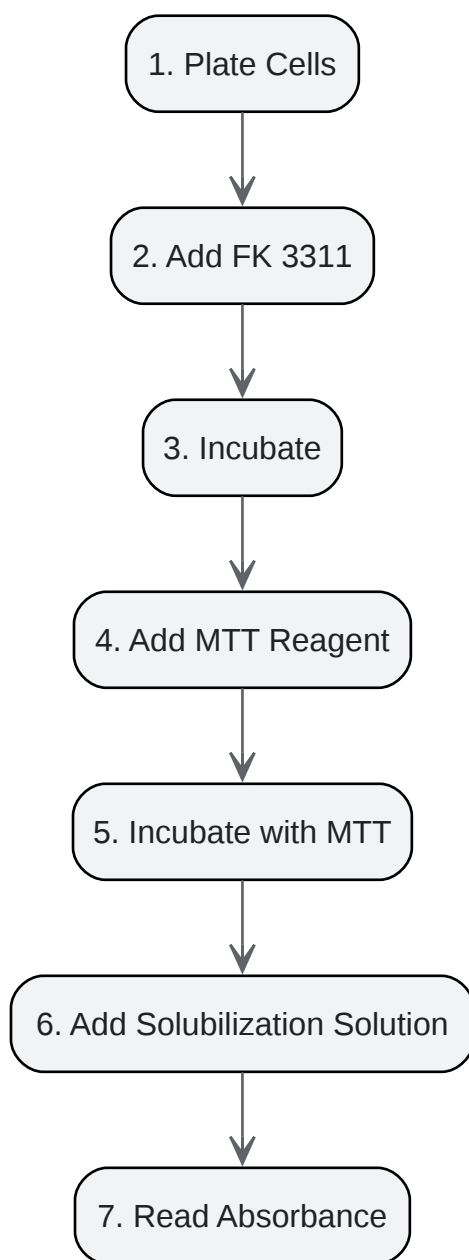 1. Plate Cells
2. Add FK 3311
3. Incubate
4. Add MTT Reagent
5. Incubate with MTT
6. Add Solubilization Solution
7. Read Absorbance